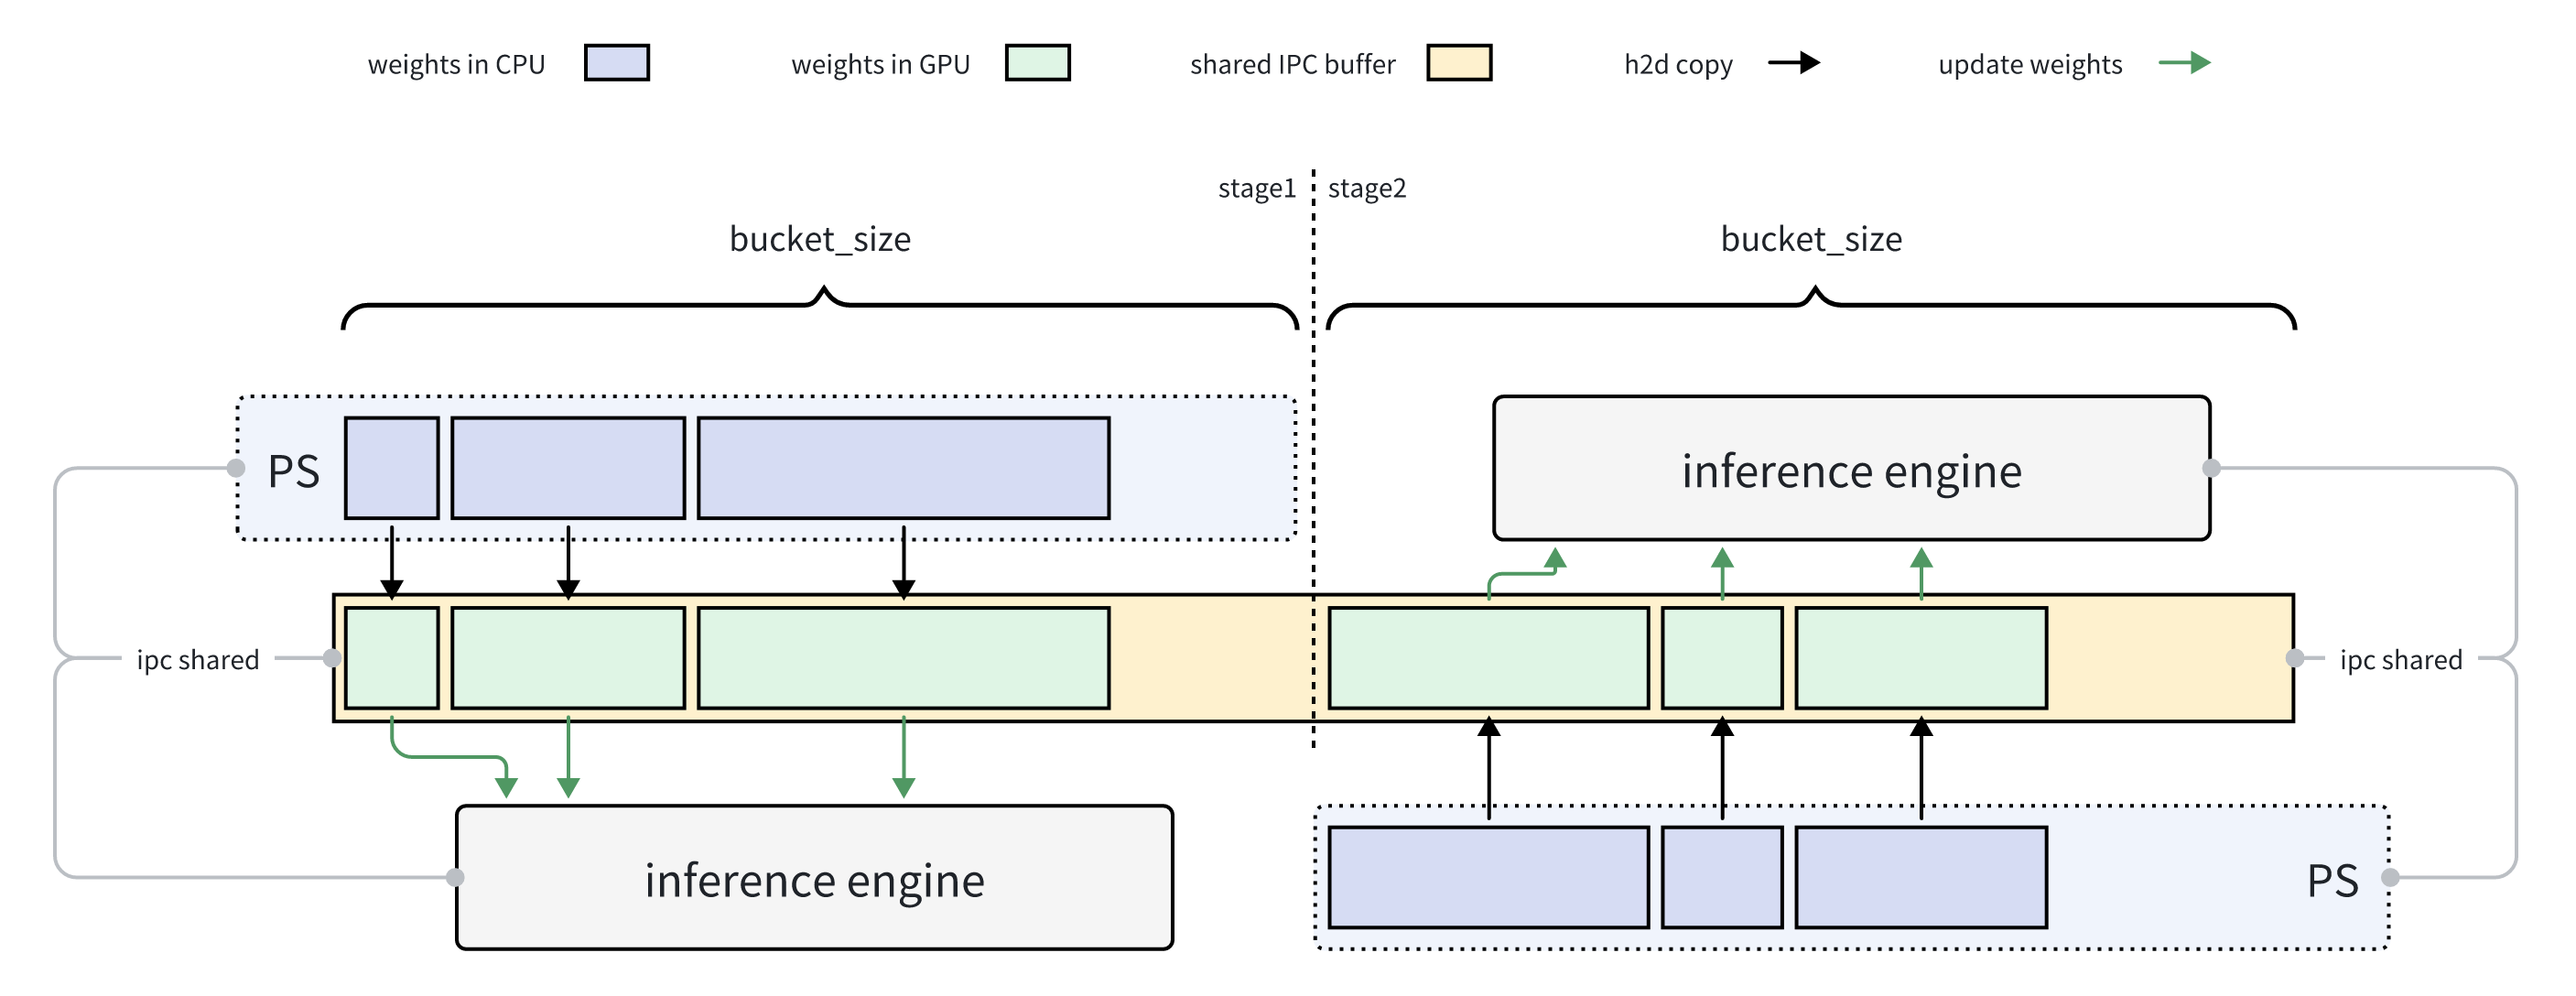 weights in CPU
weights in GPU
shared IPC buffer
h2d copy
update weights
stage1
stage2
bucket_size
bucket_size
PS
inference engine
ipc shared
ipc shared
inference engine
PS